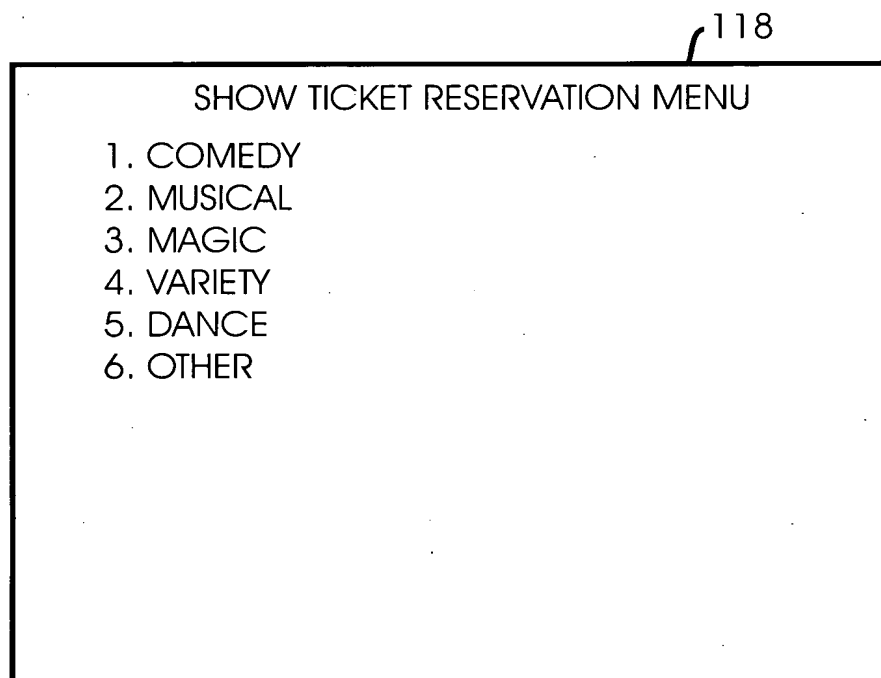 118
SHOW TICKET RESERVATION MENU
1. COMEDY
2. MUSICAL
3. MAGIC
4. VARIETY
5. DANCE
6. OTHER